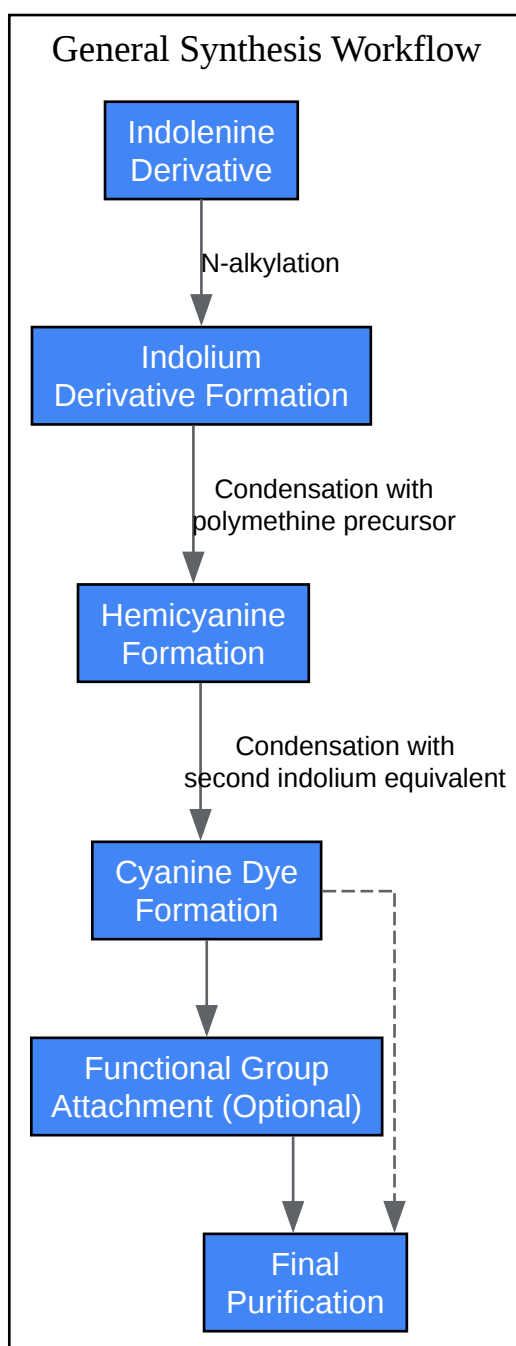 General Synthesis Workflow
Indolenine
Derivative
N-alkylation
Indolium
Derivative Formation
Condensation with
polymethine precursor
Hemicyanine
Formation
Condensation with
second indolium equivalent
Cyanine Dye
Formation
Functional Group
Attachment (Optional)
Final
Purification